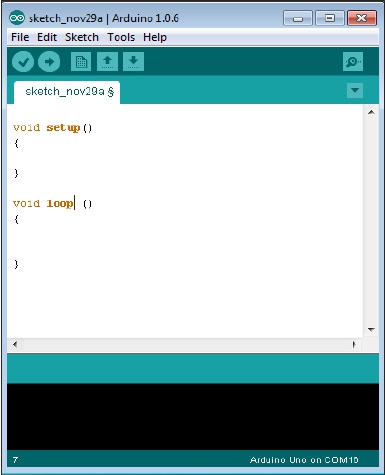 sketch_nov29a | Arduino 1.0.6
File Edit Sketch Tools Help
sketch_nov29a §
void setup()
{
}
void loop ()
{
}
7
Arduino Uno on COM16